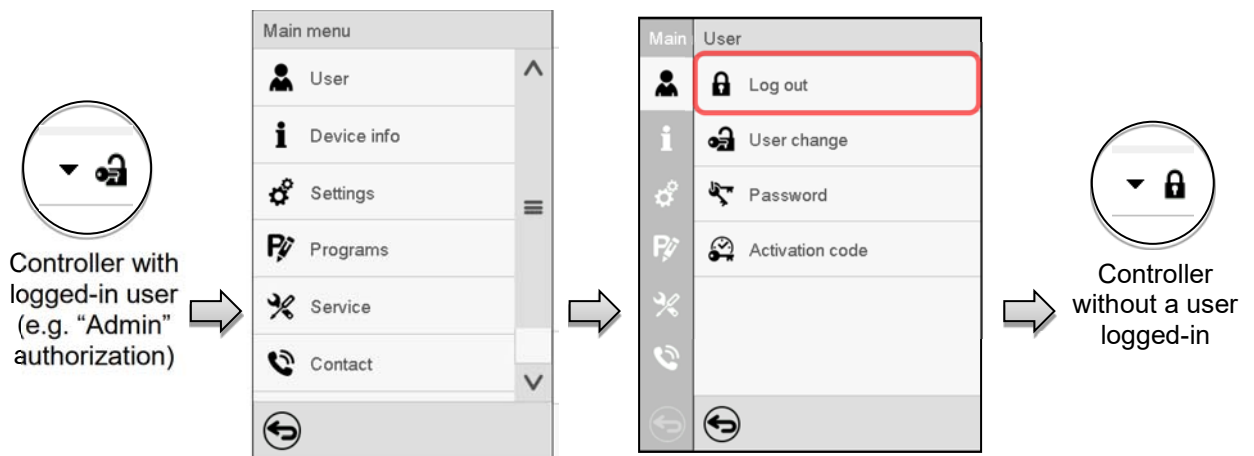 Controller with
logged-in user
(e.g. “Admin”
authorization)
Main menu
User
Device info
Settings
Programs
Service
Contact
Main
User
Log out
User change
Password
Activation code
Controller
without a user
logged-in